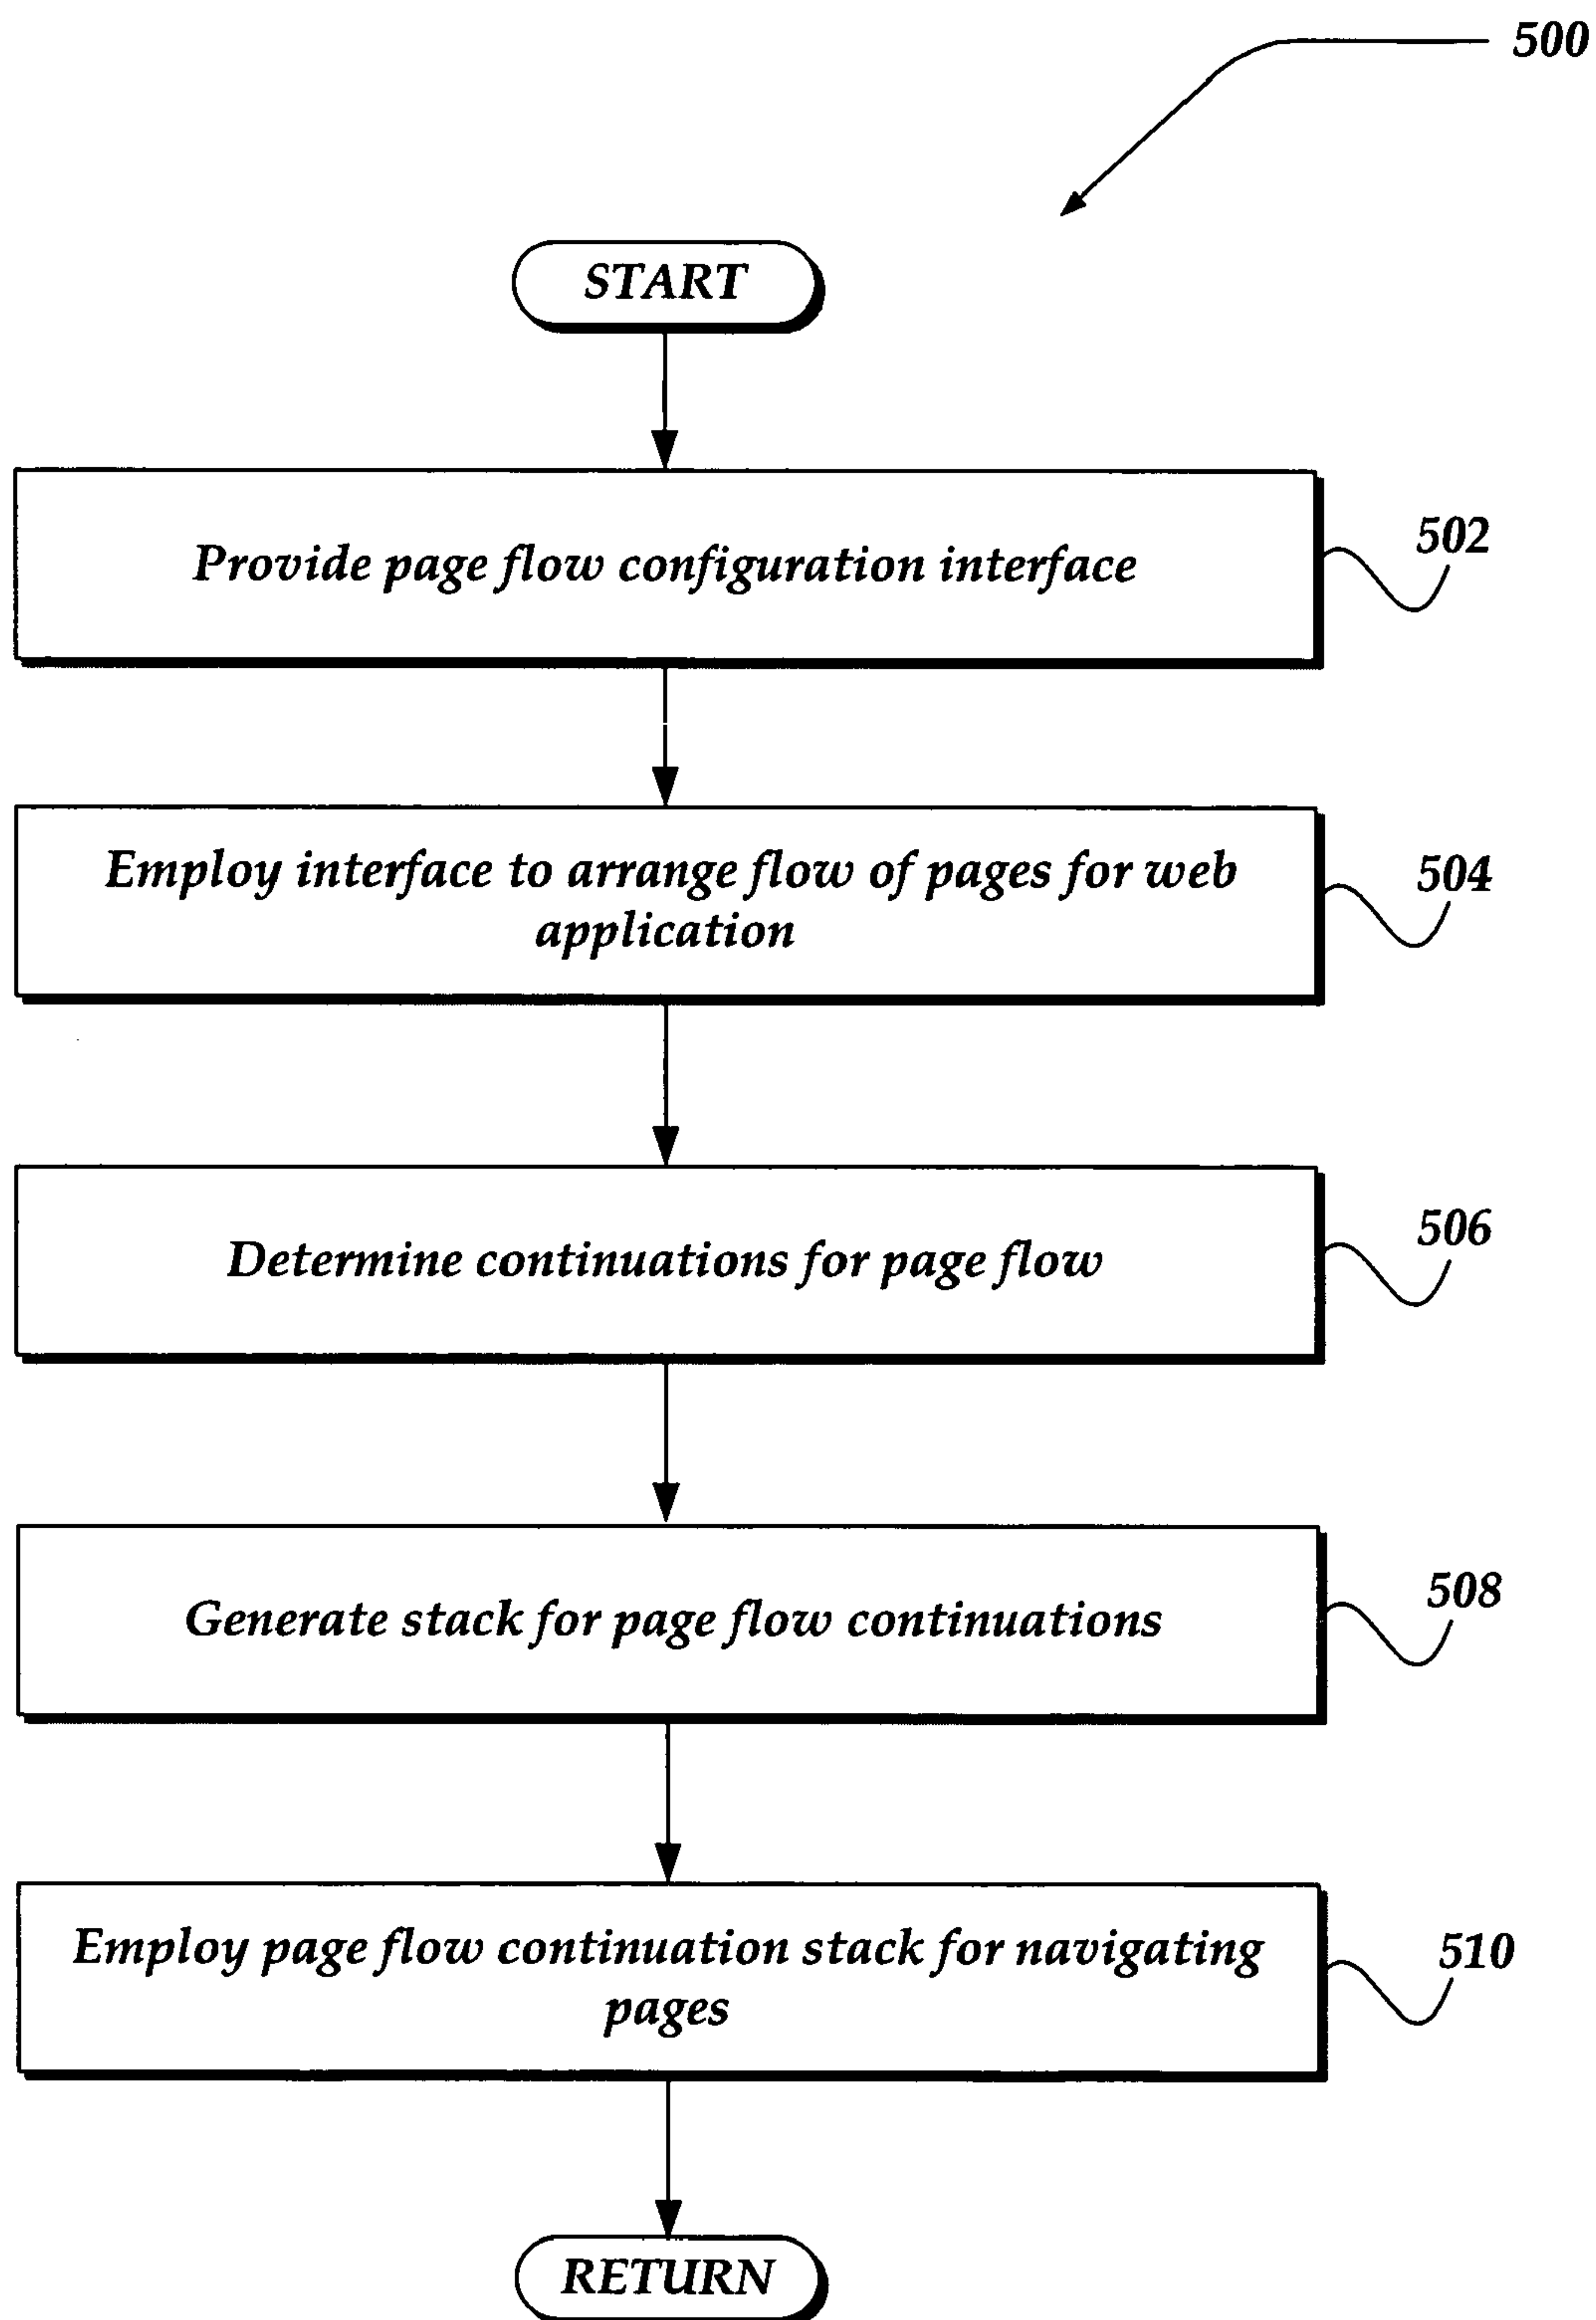 500
START
Provide page flow configuration interface
502
Employ interface to arrange flow of pages for web
application
504
Determine continuations for page flow
506
Generate stack for page flow continuations
508
Employ page flow continuation stack for navigating
pages
510
RETURN